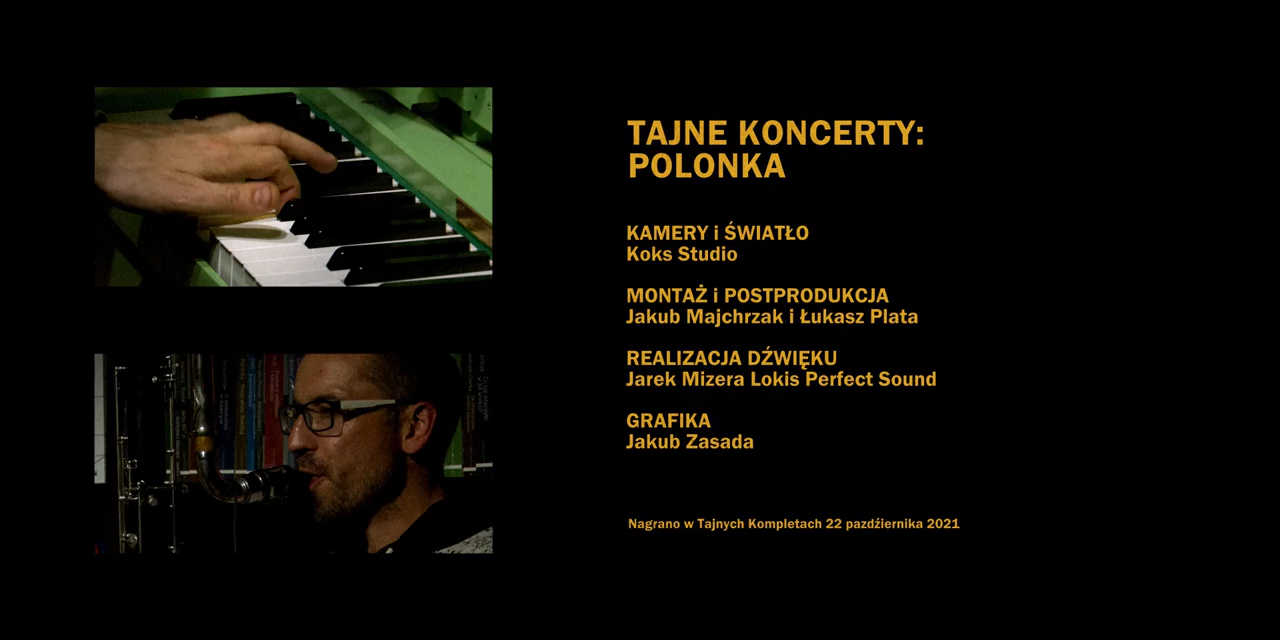 TAJNE KONCERTY:
POLONKA
KAMERY i ŚWIATŁO
Koks Studio
MONTAŻ i POSTPRODUKCJA
Jakub Majchrzak i Łukasz Plata
REALIZACJA DŹWIĘKU
Jarek Mizera Lokis Perfect Sound
GRAFIKA
Jakub Zasada
Nagrano w Tajnych Kompletach 22 pazdźiernika 2021